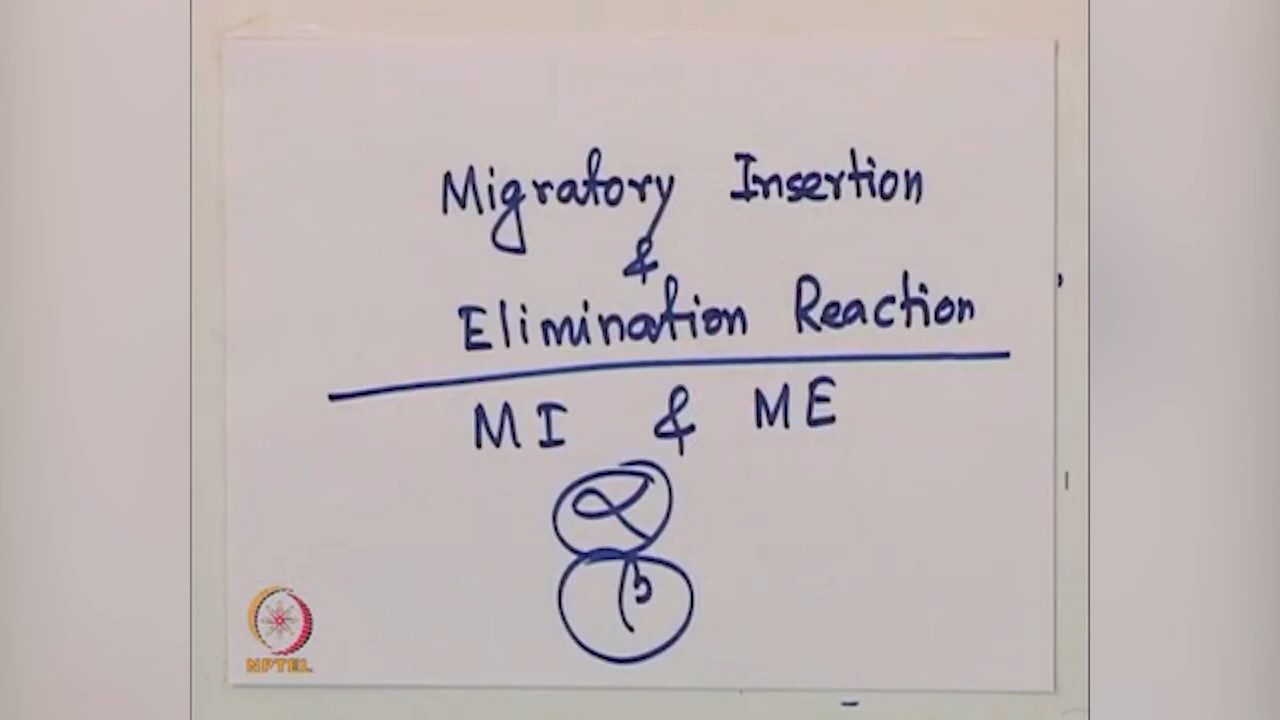 Migratory Insertion
&
Elimination Reaction
MI & ME
α
β
NPTEL